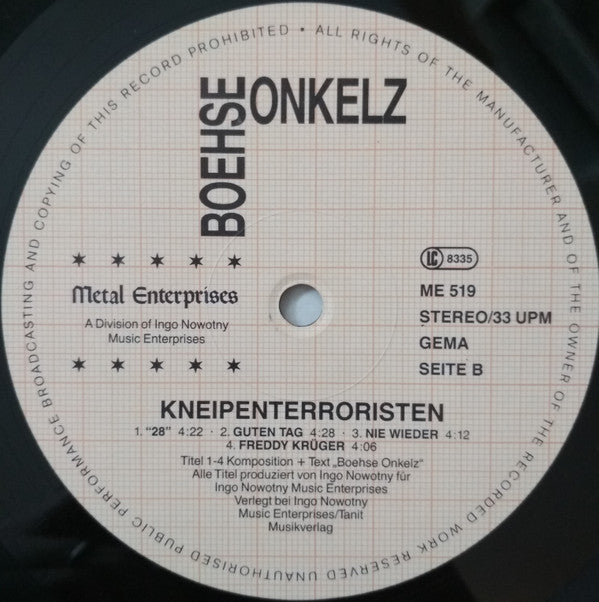 BOEHSE
ONKELZ
★ ★ ★ ★ ★
Metal Enterprises
A Division of Ingo Nowotny
Music Enterprises
★ ★ ★ ★ ★
LC 8335
ME 519
STEREO/33 UPM
GEMA
SEITE B
KNEIPENTERRORISTEN
1. "28" 4:22 · 2. GUTEN TAG 4:28 · 3. NIE WIEDER 4:12
4. FREDDY KRÜGER 4:06
Titel 1-4 Komposition + Text „Boehse Onkelz“
Alle Titel produziert von Ingo Nowotny für
Ingo Nowotny Music Enterprises
Verlegt bei Ingo Nowotny
Music Enterprises/Tanit
Musikverlag
• ALL RIGHTS OF THE MANUFACTURER AND OF THE OWNER OF THE RECORDED WORK RESERVED UNAUTHORISED PUBLIC PERFORMANCE BROADCASTING AND COPYING OF THIS RECORD PROHIBITED